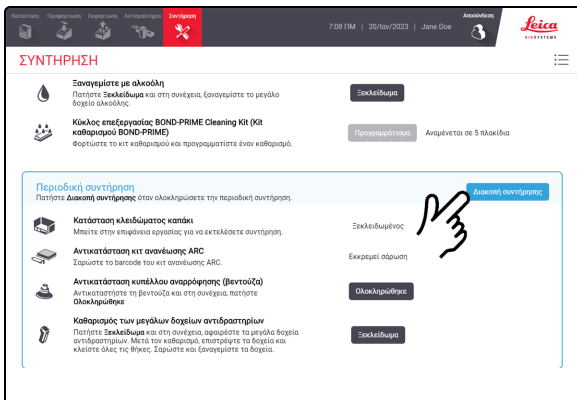 Κατάσταση Προφόρτωση Εκφόρτωση Αντιδραστήρια Συντήρηση
7:08 ΠΜ | 20/Ιαν/2023 | Jane Doe
Αποσύνδεση
Leica
BIOSYSTEMS
ΣΥΝΤΗΡΗΣΗ
Ξαναγεμίστε με αλκοόλη
Πατήστε Ξεκλείδωμα και στη συνέχεια, ξαναγεμίστε το μεγάλο
δοχείο αλκοόλης.
Ξεκλείδωμα
Κύκλος επεξεργασίας BOND-PRIME Cleaning Kit (Kit
καθαρισμού BOND-PRIME)
Φορτώστε το κιτ καθαρισμού και προγραμματίστε έναν καθαρισμό.
Προγραμμάτισμα Αναμένεται σε 5 πλακίδια
Περιοδική συντήρηση
Πατήστε Διακοπή συντήρησης όταν ολοκληρώσετε την περιοδική συντήρηση.
Διακοπή συντήρησης
Κατάσταση κλειδώματος καπάκι
Μπείτε στην επιφάνεια εργασίας για να εκτελέσετε συντήρηση.
Ξεκλειδωμένος
Αντικατάσταση κιτ ανανέωσης ARC
Σαρώστε το barcode του κιτ ανανέωσης ARC.
Εκκρεμεί σάρωση
Αντικατάσταση κυπέλλου αναρρόφησης (βεντούζα)
Αντικαταστήστε τη βεντούζα και στη συνέχεια, πατήστε
Ολοκληρώθηκε
Ολοκληρώθηκε
Καθαρισμός των μεγάλων δοχείων αντιδραστηρίων
Πατήστε Ξεκλείδωμα και στη συνέχεια, αφαιρέστε τα μεγάλα δοχεία
αντιδραστηρίων. Μετά τον καθαρισμό, επιστρέψτε τα δοχεία και
κλείστε όλες τις θήκες. Σαρώστε και ξαναγεμίστε τα δοχεία.
Ξεκλείδωμα